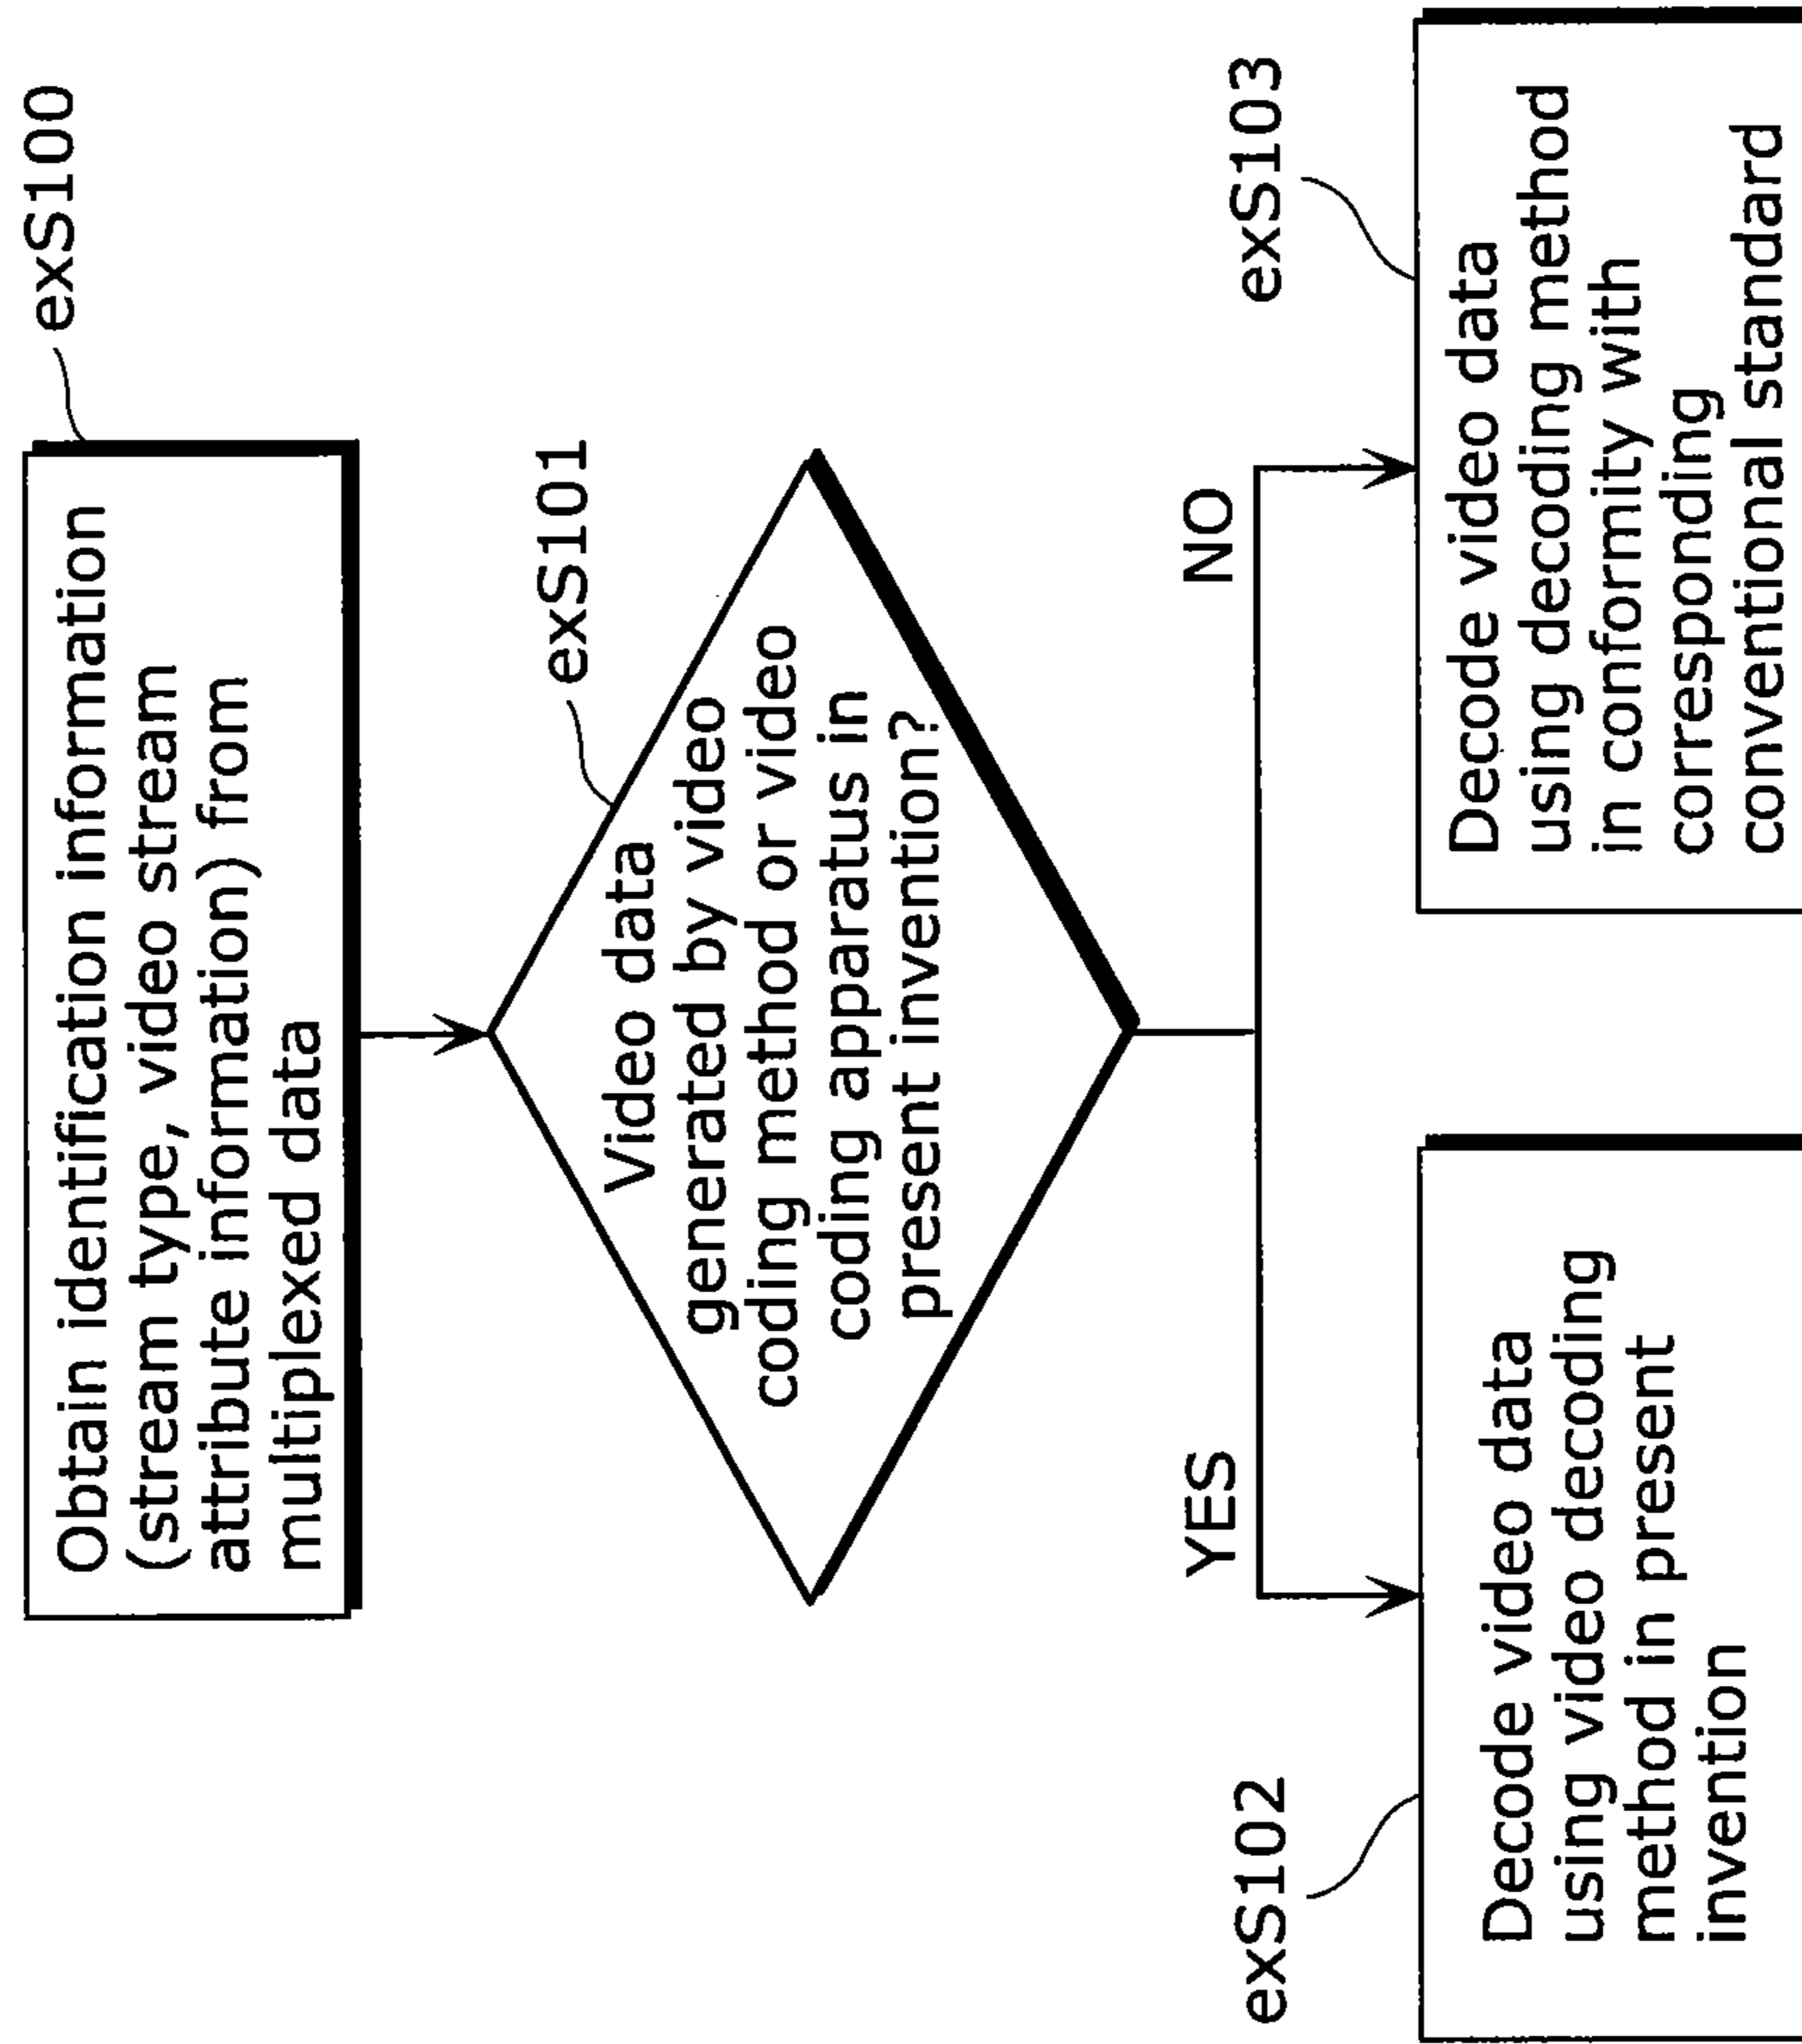 exS100
Obtain identification information
(stream type, video stream
attribute information) from
multiplexed data
exS101
Video data
generated by video
coding method or video
coding apparatus in
present invention?
YES
NO
exS102
Decode video data
using video decoding
method in present
invention
exS103
Decode video data
using decoding method
in conformity with
corresponding
conventional standard